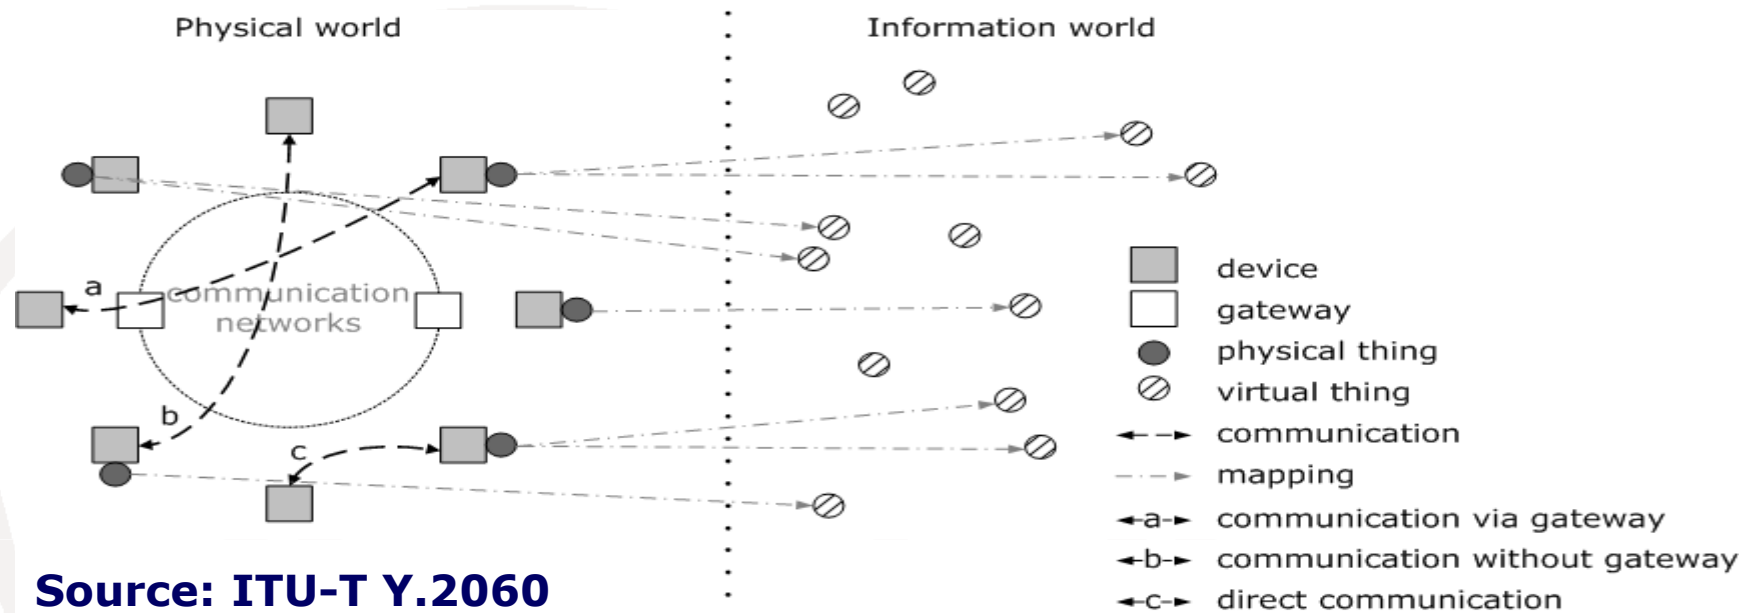 Physical world
Information world
a
communication
networks
b
c
device
gateway
physical thing
virtual thing
communication
mapping
a communication via gateway
b communication without gateway
c direct communication
Source: ITU-T Y.2060